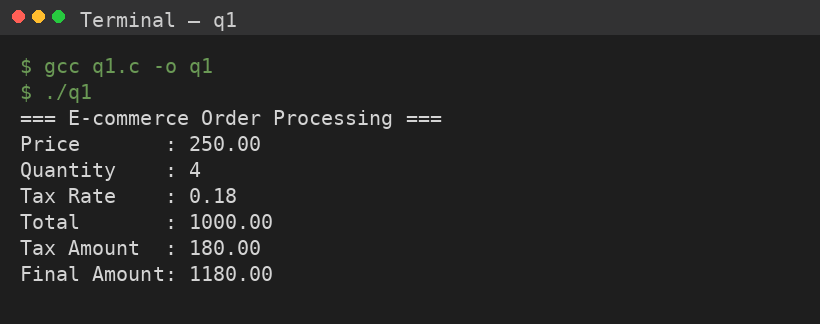 Terminal — q1
$ gcc q1.c -o q1
$ ./q1
=== E-commerce Order Processing ===
Price       : 250.00
Quantity    : 4
Tax Rate    : 0.18
Total       : 1000.00
Tax Amount  : 180.00
Final Amount: 1180.00